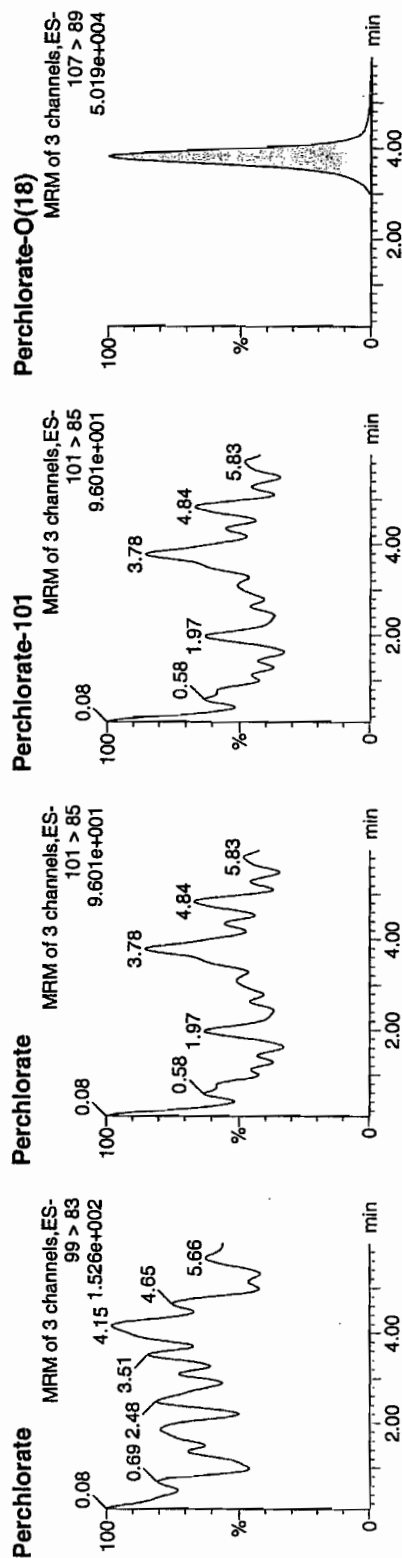 Perchlorate
MRM of 3 channels,ES-
99 > 83
1.526e+002
0.08
0.69
2.48
3.51
4.15
4.65
5.66
100
%
0
2.00
4.00
min
Perchlorate
MRM of 3 channels,ES-
101 > 85
9.601e+001
0.08
0.58
1.97
3.78
4.84
5.83
100
%
0
2.00
4.00
min
Perchlorate-101
MRM of 3 channels,ES-
101 > 85
9.601e+001
0.08
0.58
1.97
3.78
4.84
5.83
100
%
0
2.00
4.00
min
Perchlorate-O(18)
MRM of 3 channels,ES-
107 > 89
5.019e+004
100
%
0
2.00
4.00
min